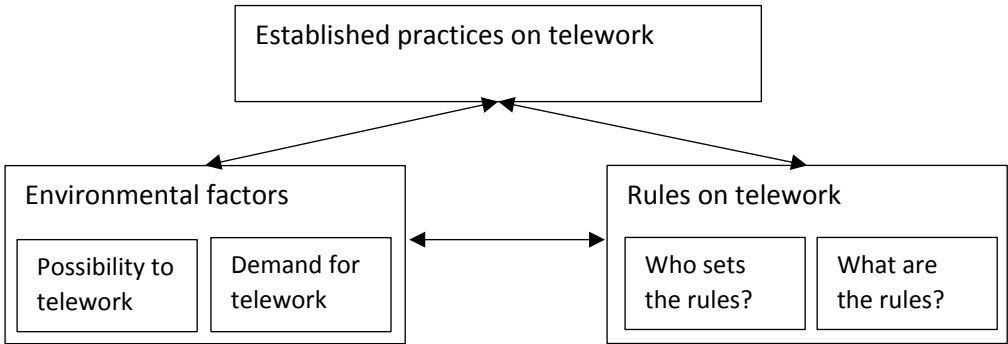 Established practices on telework
Environmental factors
Possibility to
telework
Demand for
telework
Rules on telework
Who sets
the rules?
What are
the rules?